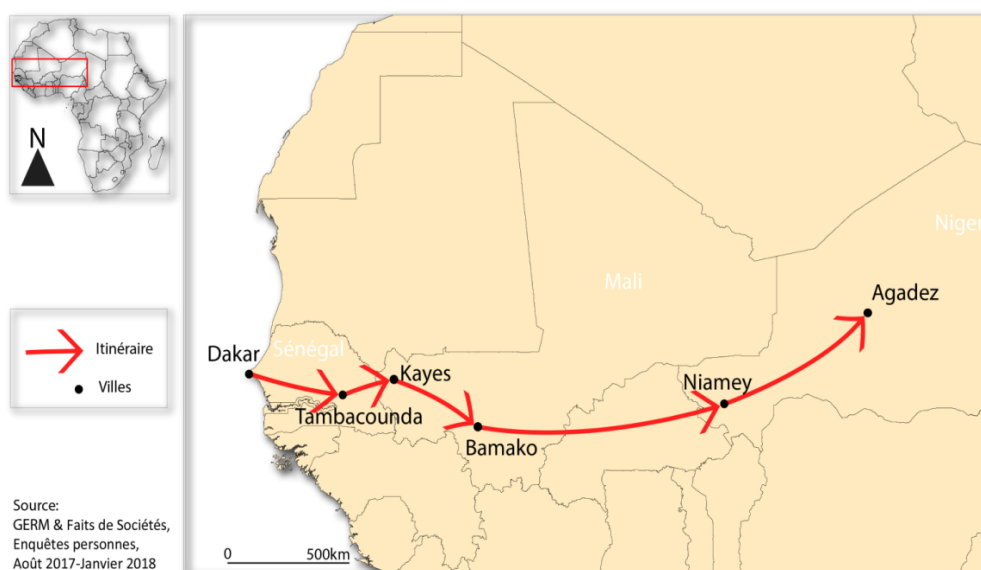 N
Itinéraire
Villes
Source:
GERM & Faits de Sociétés,
Enquêtes personnes,
Août 2017-Janvier 2018
Niger
Mali
Agadez
Sénégal
Dakar
Kayes
Niamey
Tambacounda
Bamako
0 500km